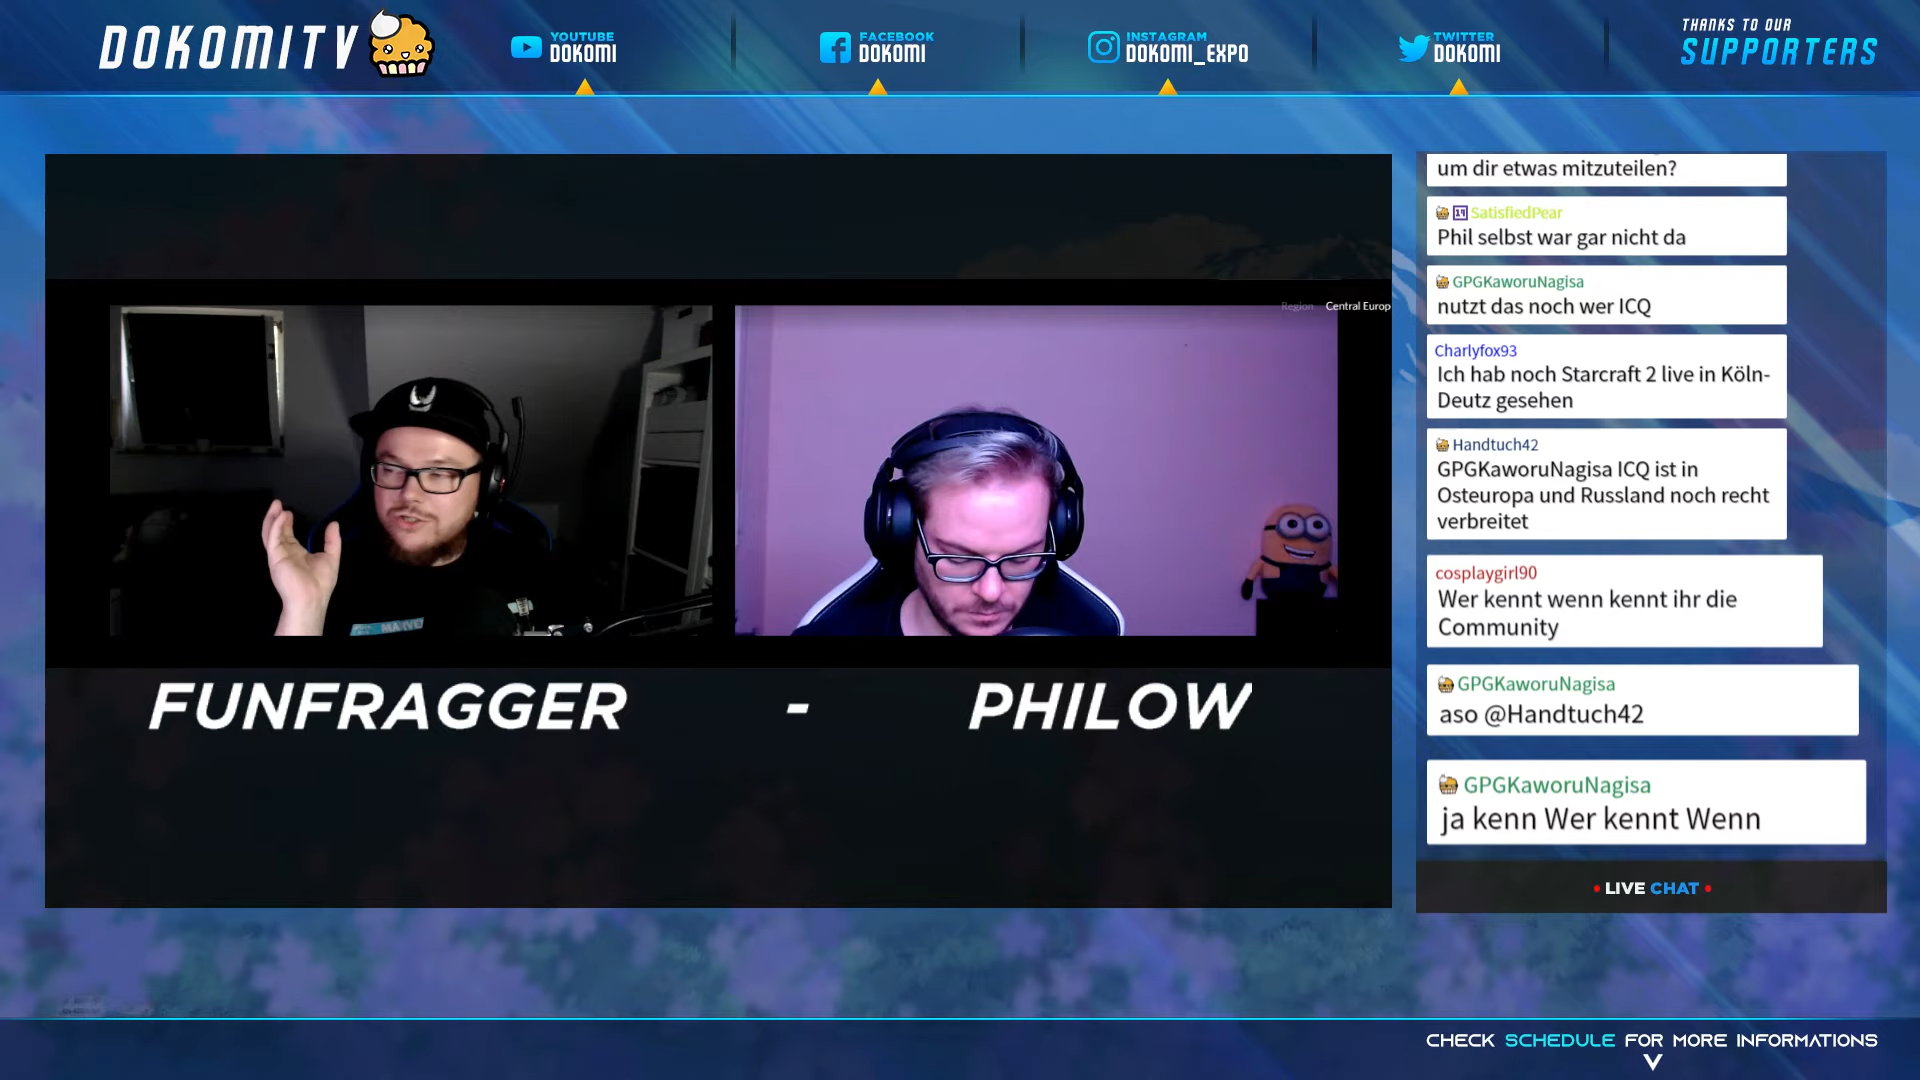 DOKOMITV
YOUTUBE
DOKOMI
FACEBOOK
DOKOMI
INSTAGRAM
DOKOMI_EXPO
TWITTER
DOKOMI
THANKS TO OUR
SUPPORTERS
Region Central Europ
MARVEL
FUNFRAGGER - PHILOW
um dir etwas mitzuteilen?
19 SatisfiedPear
Phil selbst war gar nicht da
GPGKaworuNagisa
nutzt das noch wer ICQ
Charlyfox93
Ich hab noch Starcraft 2 live in Köln-
Deutz gesehen
Handtuch42
GPGKaworuNagisa ICQ ist in
Osteuropa und Russland noch recht
verbreitet
cosplaygirl90
Wer kennt wenn kennt ihr die
Community
GPGKaworuNagisa
aso @Handtuch42
GPGKaworuNagisa
ja kenn Wer kennt Wenn
• LIVE CHAT •
CHECK SCHEDULE FOR MORE INFORMATIONS